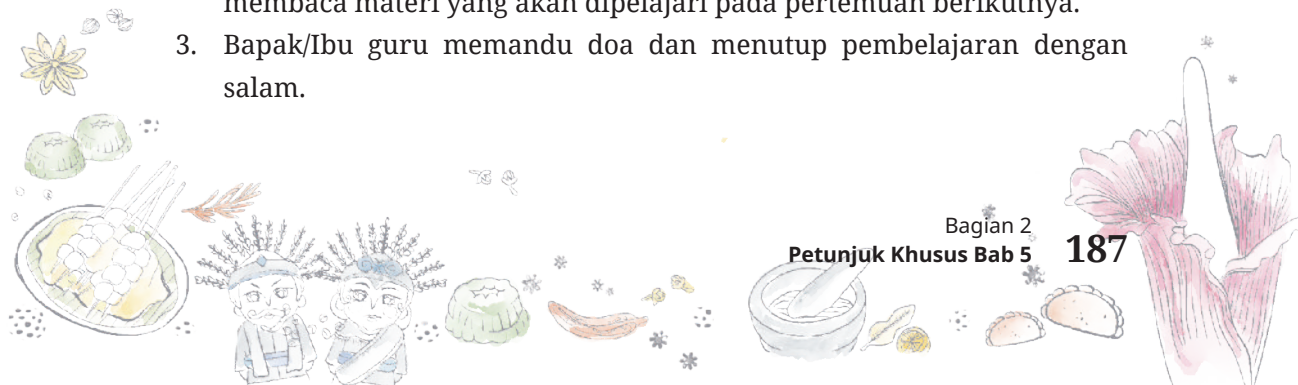 membaca materi yang akan dipelajari pada pertemuan berikutnya.
3. Bapak/Ibu guru memandu doa dan menutup pembelajaran dengan
salam.
Bagian 2
Petunjuk Khusus Bab 5 187